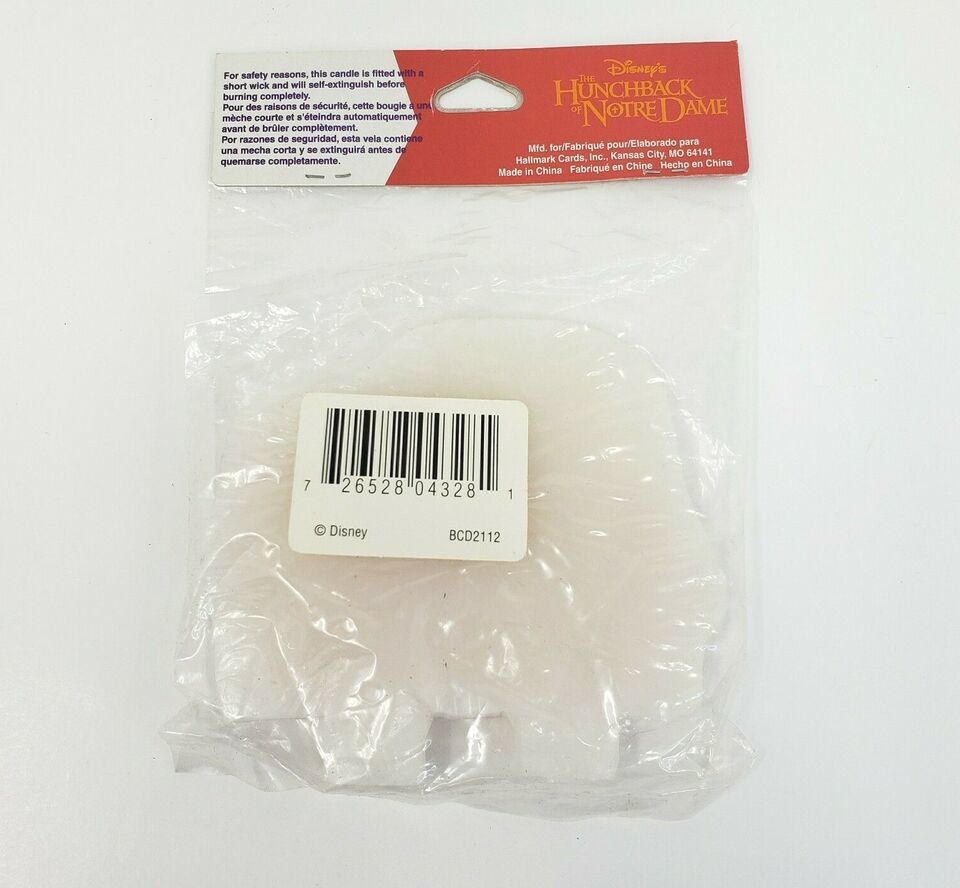 For safety reasons, this candle is fitted with a
short wick and will self-extinguish before
burning completely.
Pour des raisons de sécurité, cette bougie a une
mèche courte et s'éteindra automatiquement
avant de brûler complètement.
Por razones de seguridad, esta vela contiene
una mecha corta y se extinguirá antes de
quemarse completamente.
Disney's
THE
HUNCHBACK
OF NOTRE DAME
Mfd. for/Fabriqué pour/Elaborado para
Hallmark Cards, Inc., Kansas City, MO 64141
Made in China Fabriqué en Chine Hecho en China
7 26528 04328 1
© Disney BCD2112